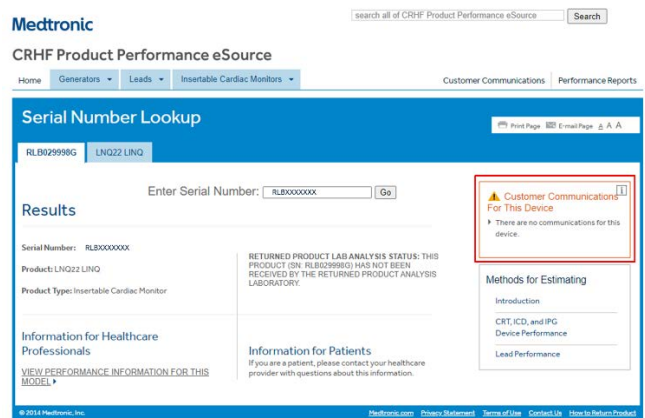 search all of CRHF Product Performance eSource
Search
Medtronic
CRHF Product Performance eSource
Home Generators Leads Insertable Cardiac Monitors Customer Communications Performance Reports
Serial Number Lookup
Print Page E-mail Page A A A
RLB029998G LNQ22 LINQ
Enter Serial Number: RLBXXXXXXX Go
Results
Serial Number: RLBXXXXXX
Product: LNQ22 LINQ
Product Type: Insertable Cardiac Monitor
RETURNED PRODUCT LAB ANALYSIS STATUS: THIS
PRODUCT (SN: RLB029998G) HAS NOT BEEN
RECEIVED BY THE RETURNED PRODUCT ANALYSIS
LABORATORY.
Information for Healthcare
Professionals
VIEW PERFORMANCE INFORMATION FOR THIS
MODEL
Information for Patients
If you are a patient, please contact your healthcare
provider with questions about this information.
Customer Communications
For This Device
There are no communications for this
device.
Methods for Estimating
Introduction
CRT, ICD, and IPG
Device Performance
Lead Performance
© 2014 Medtronic, Inc.
Medtronic.com Privacy Statement Terms of Use Contact Us How to Return Product